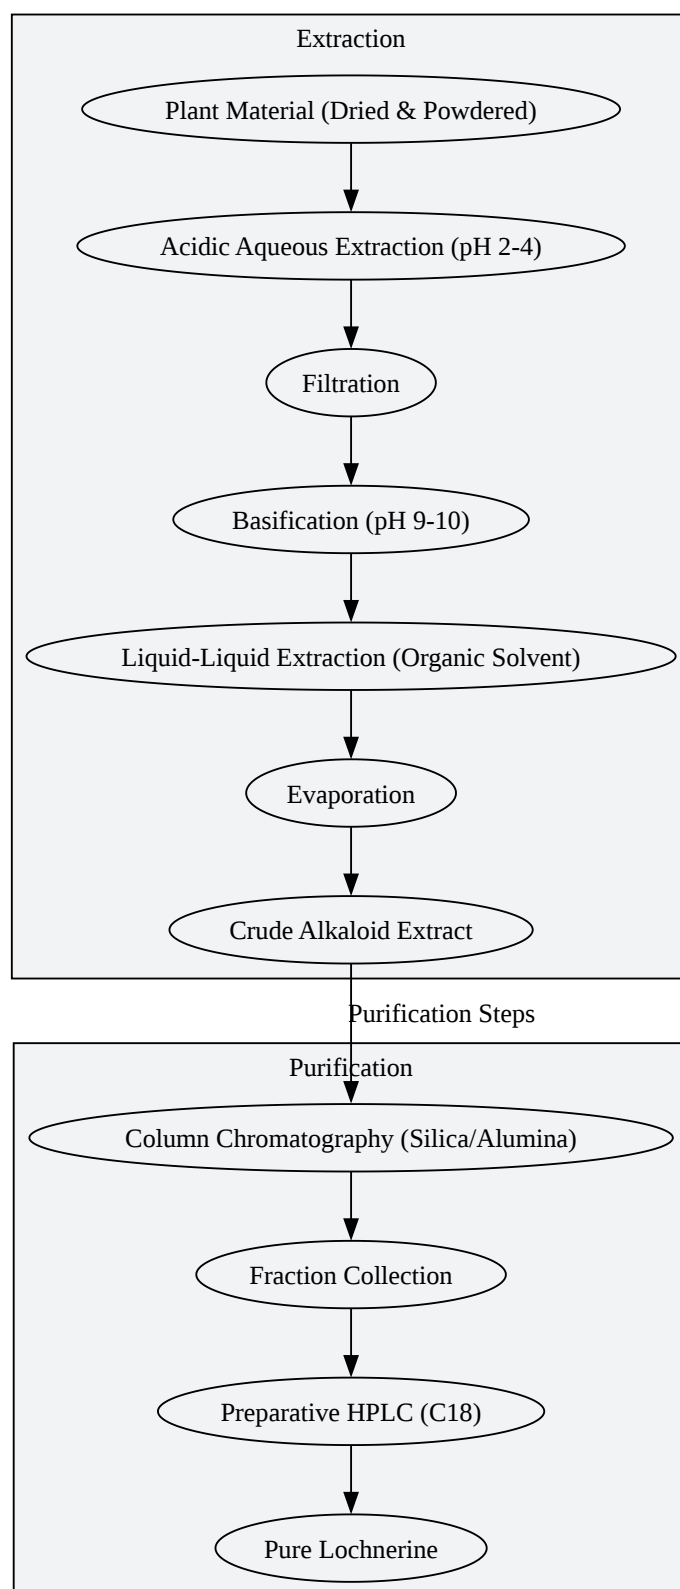 Extraction
Plant Material (Dried & Powdered)
Acidic Aqueous Extraction (pH 2-4)
Filtration
Basification (pH 9-10)
Liquid-Liquid Extraction (Organic Solvent)
Evaporation
Crude Alkaloid Extract
Purification Steps
Purification
Column Chromatography (Silica/Alumina)
Fraction Collection
Preparative HPLC (C18)
Pure Lochnerine